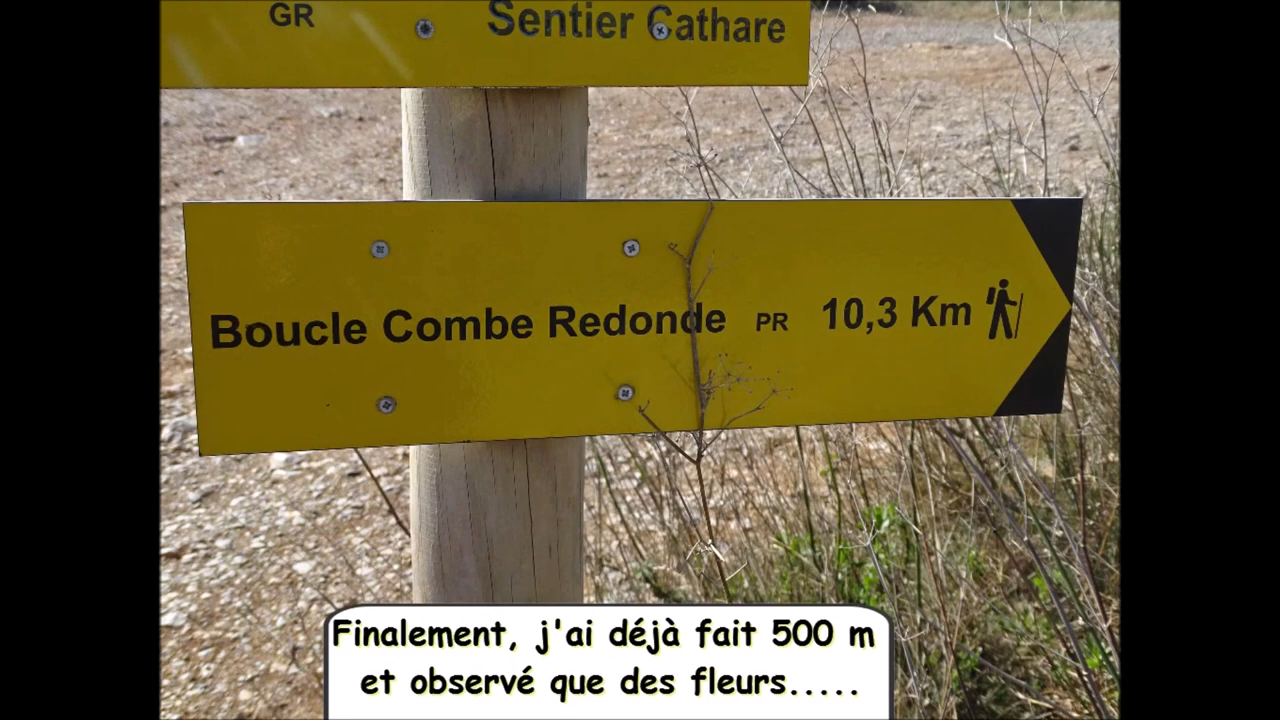 GR Sentier Cathare
Boucle Combe Redonde PR 10,3 Km
Finalement, j'ai déjà fait 500 m
et observé que des fleurs.....